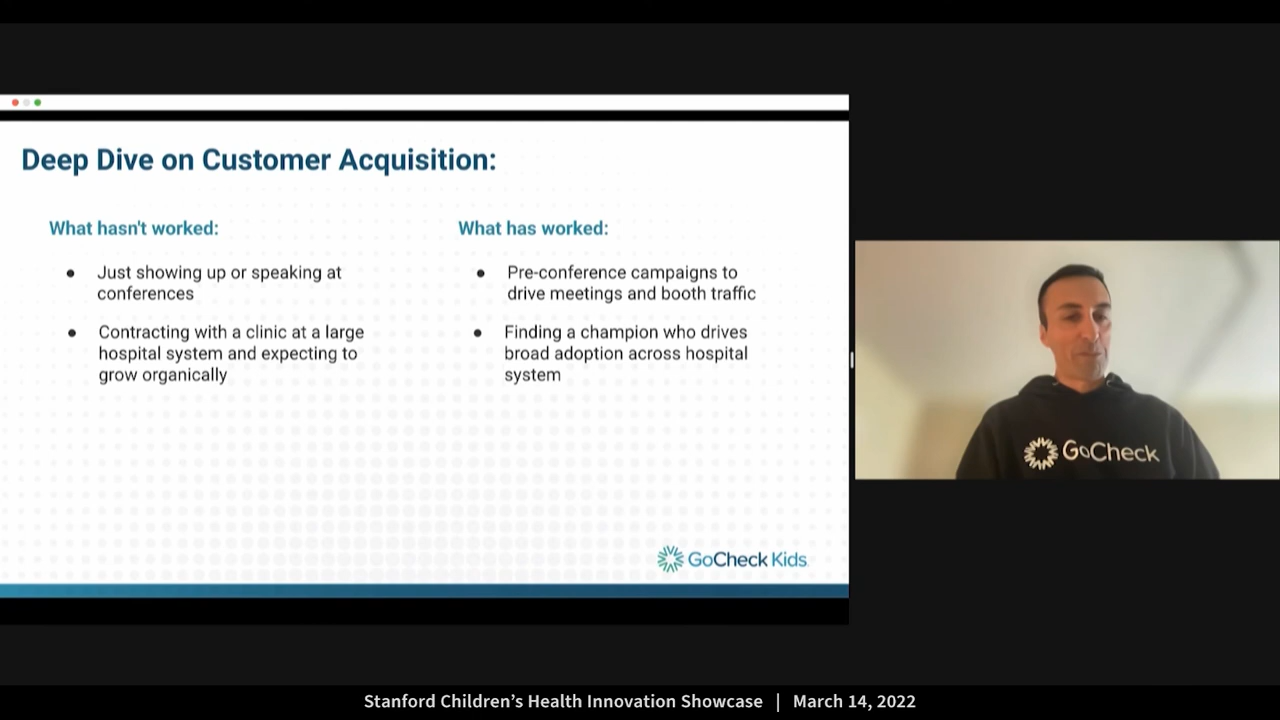 Deep Dive on Customer Acquisition:
What hasn't worked:
● Just showing up or speaking at
conferences
● Contracting with a clinic at a large
hospital system and expecting to
grow organically
What has worked:
● Pre-conference campaigns to
drive meetings and booth traffic
● Finding a champion who drives
broad adoption across hospital
system
GoCheck Kids
GoCheck
Stanford Children’s Health Innovation Showcase | March 14, 2022